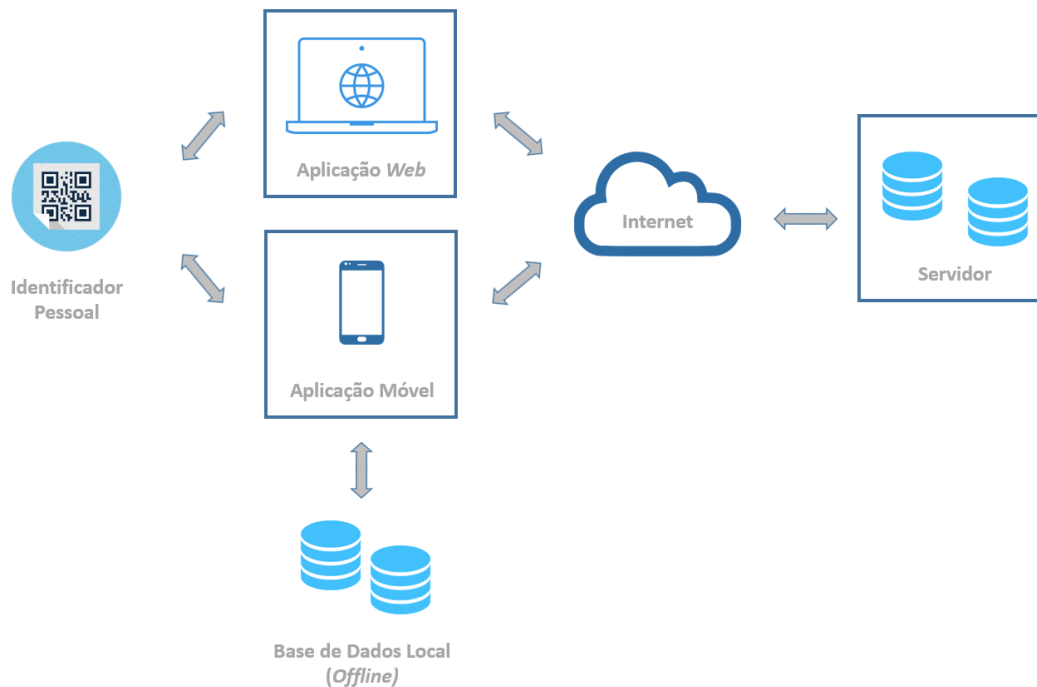 Aplicação Web
Identificador
Pessoal
Aplicação Móvel
Internet
Servidor
Base de Dados Local
(Offline)